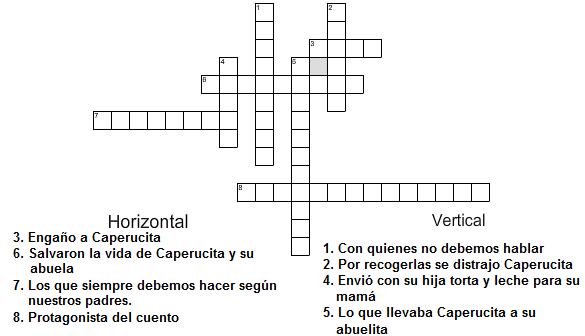 1
2
3
4
5
6
7
8
Horizontal
3. Engaño a Caperucita
6. Salvaron la vida de Caperucita y su
abuela
7. Los que siempre debemos hacer según
nuestros padres.
8. Protagonista del cuento
Vertical
1. Con quienes no debemos hablar
2. Por recogerlas se distrajo Caperucita
4. Envió con su hija torta y leche para su
mamá
5. Lo que llevaba Caperucita a su
abuelita